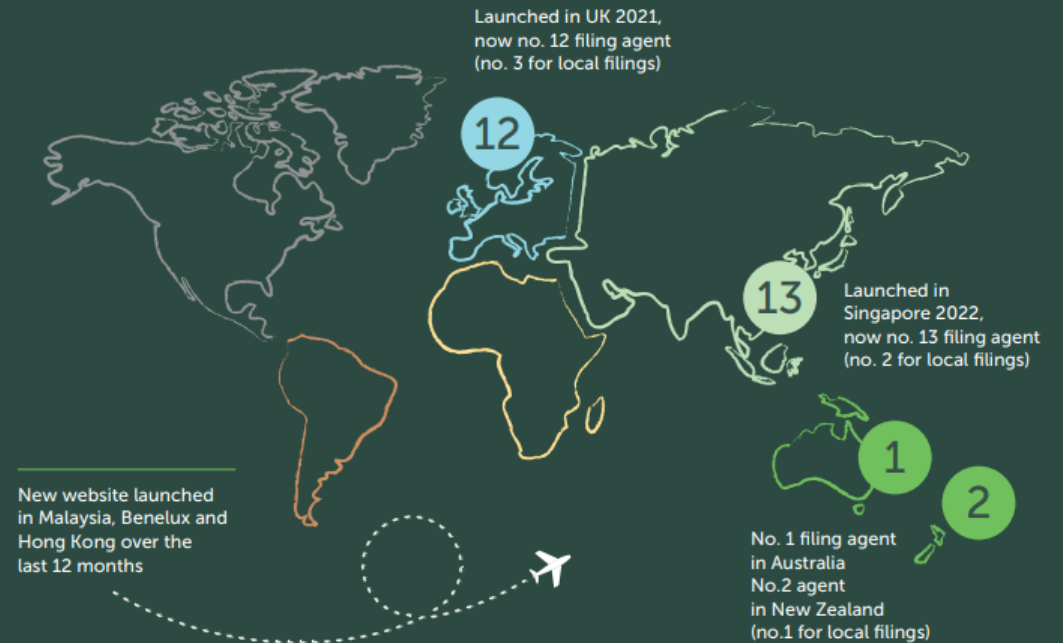 Launched in UK 2021,
now no. 12 filing agent
(no. 3 for local filings)
12
13
Launched in
Singapore 2022,
now no. 13 filing agent
(no. 2 for local filings)
1
2
New website launched
in Malaysia, Benelux and
Hong Kong over the
last 12 months
No. 1 filing agent
in Australia
No.2 agent
in New Zealand
(no.1 for local filings)